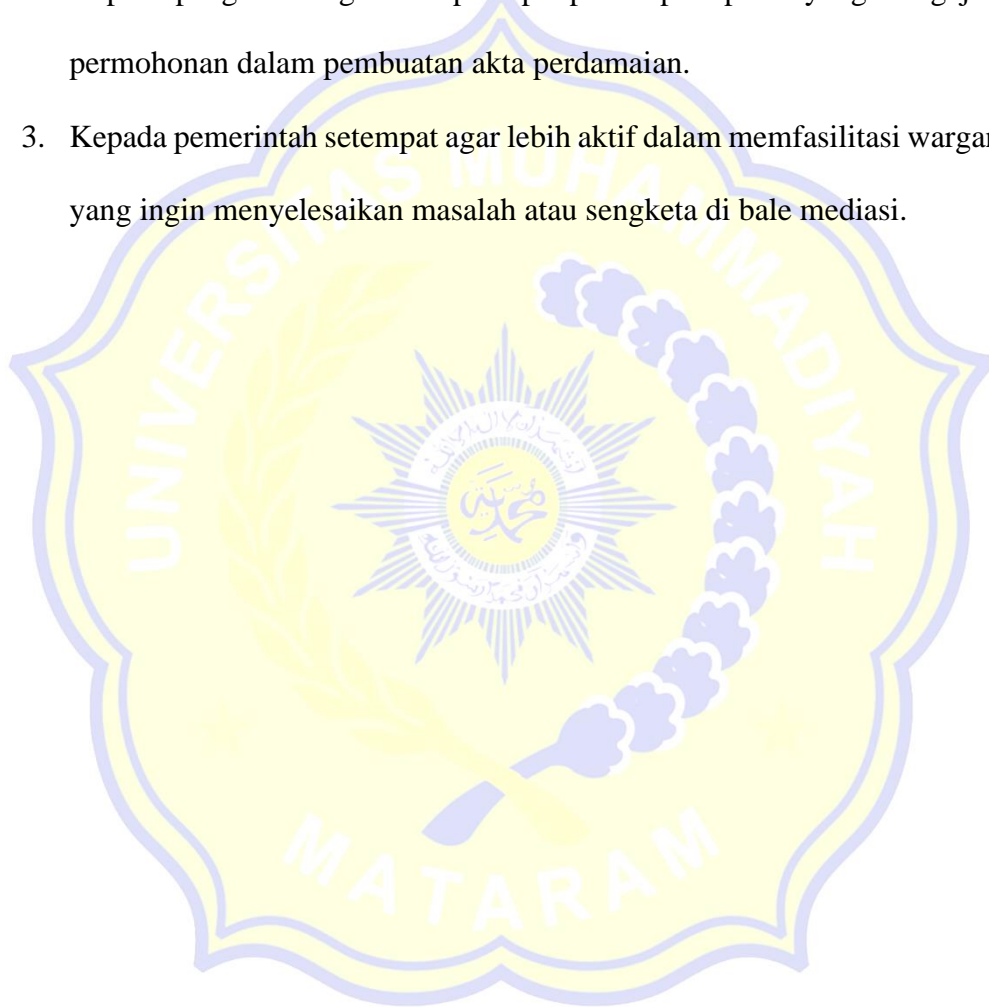 permohonan dalam pembuatan akta perdamaian.
3. Kepada pemerintah setempat agar lebih aktif dalam memfasilitasi
yang ingin menyelesaikan masalah atau sengketa di bale mediasi.
UNIVERSITAS MUHAMMADIYAH
MATARAM